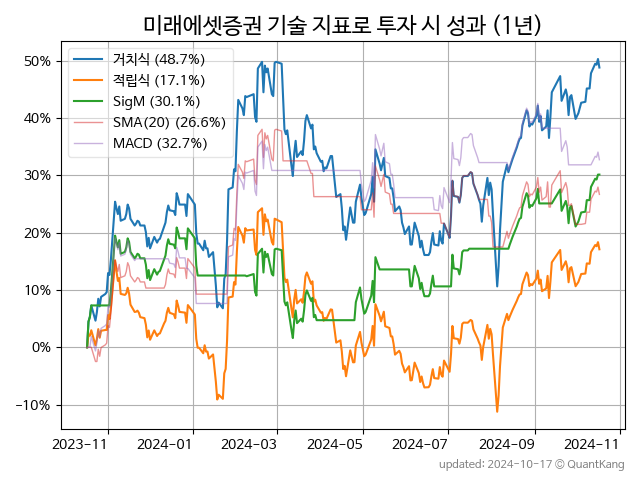 미래에셋증권 기술 지표로 투자 시 성과 (1년)
거치식 (48.7%)
적립식 (17.1%)
SigM (30.1%)
SMA(20) (26.6%)
MACD (32.7%)
50%
40%
30%
20%
10%
0%
−10%
2023-11
2024-01
2024-03
2024-05
2024-07
2024-09
2024-11
updated: 2024-10-17 © QuantKang